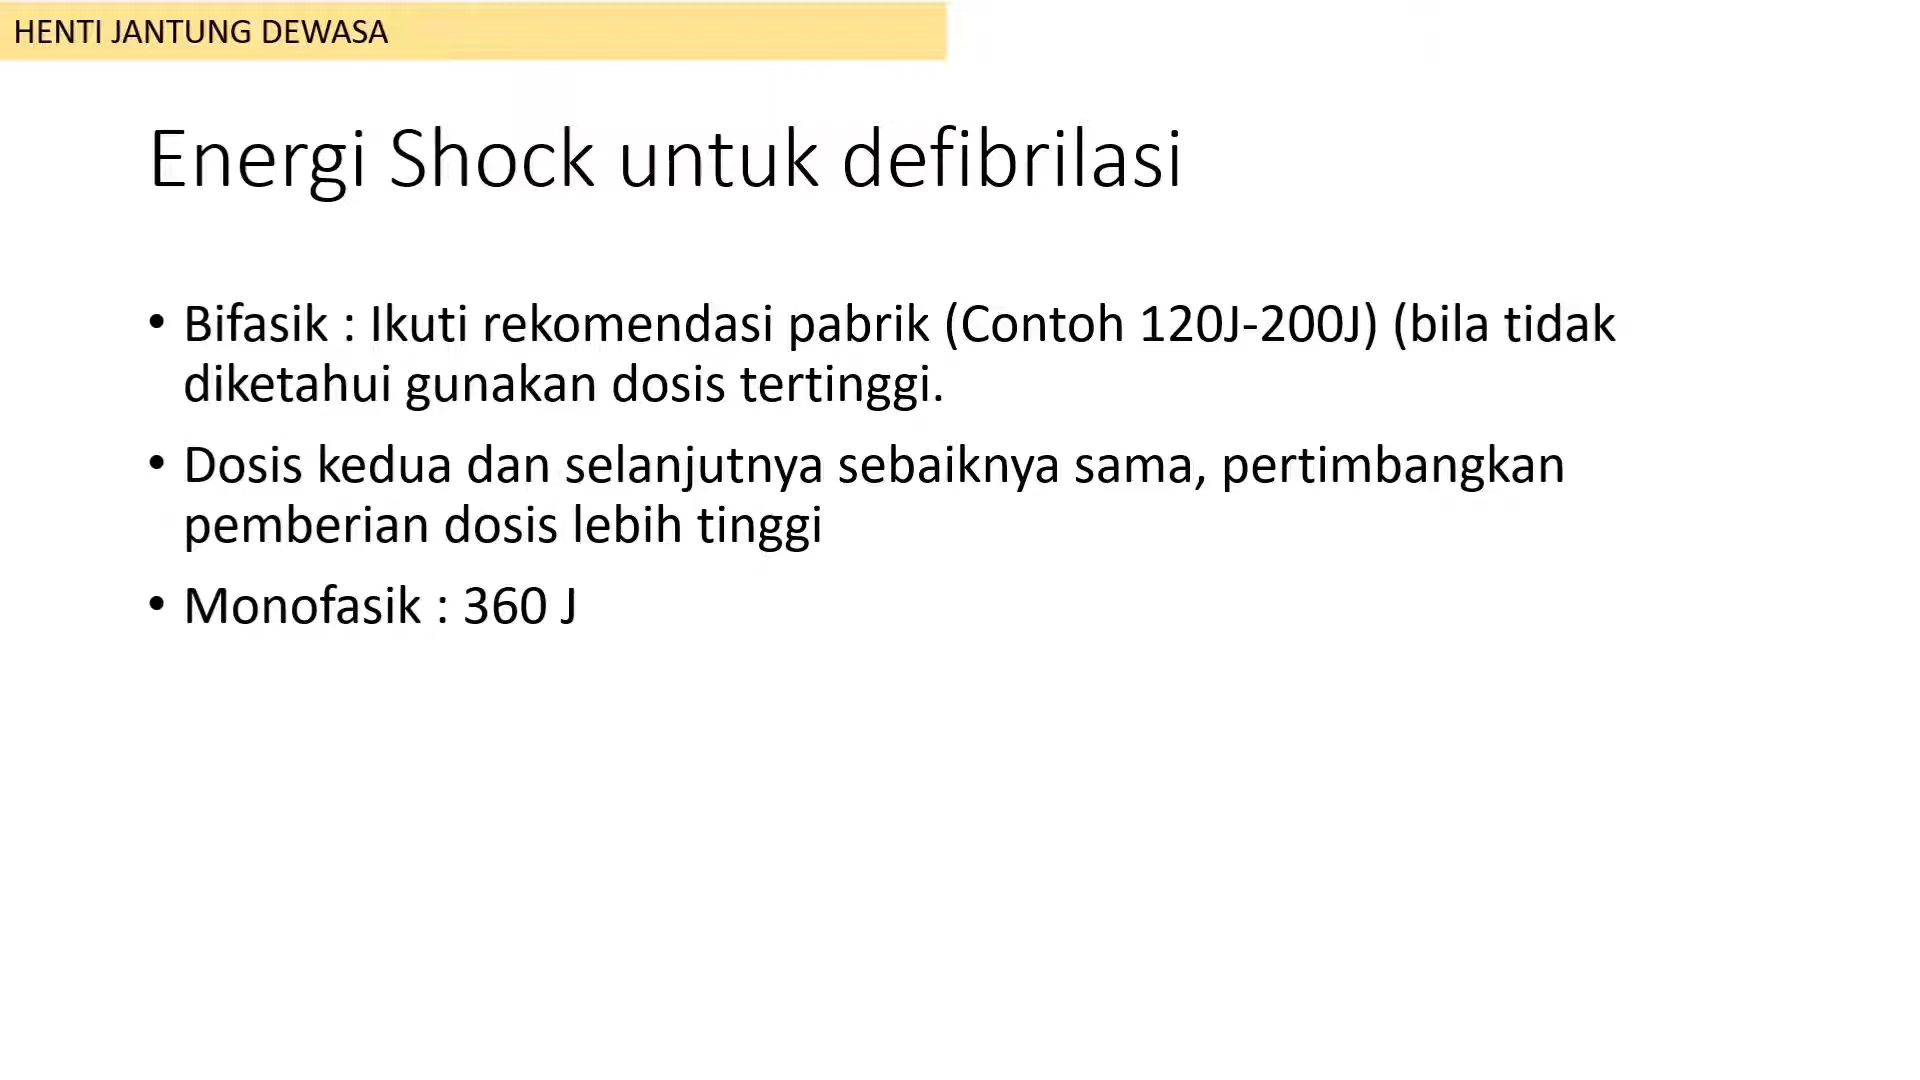 HENTI JANTUNG DEWASA
Energi Shock untuk defibrilasi
• Bifasik : Ikuti rekomendasi pabrik (Contoh 120J-200J) (bila tidak
diketahui gunakan dosis tertinggi.
• Dosis kedua dan selanjutnya sebaiknya sama, pertimbangkan
pemberian dosis lebih tinggi
• Monofasik : 360 J